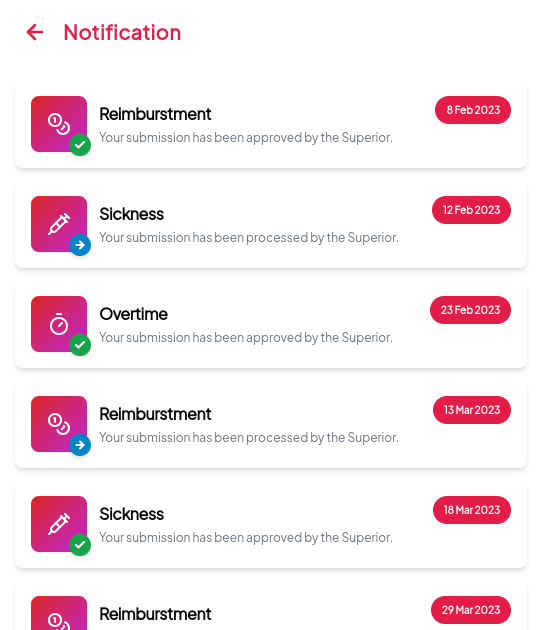 Notification
Reimburstment
8 Feb 2023
Your submission has been approved by the Superior.
Sickness
12 Feb 2023
Your submission has been processed by the Superior.
Overtime
23 Feb 2023
Your submission has been approved by the Superior.
Reimburstment
13 Mar 2023
Your submission has been processed by the Superior.
Sickness
18 Mar 2023
Your submission has been approved by the Superior.
Reimburstment
29 Mar 2023